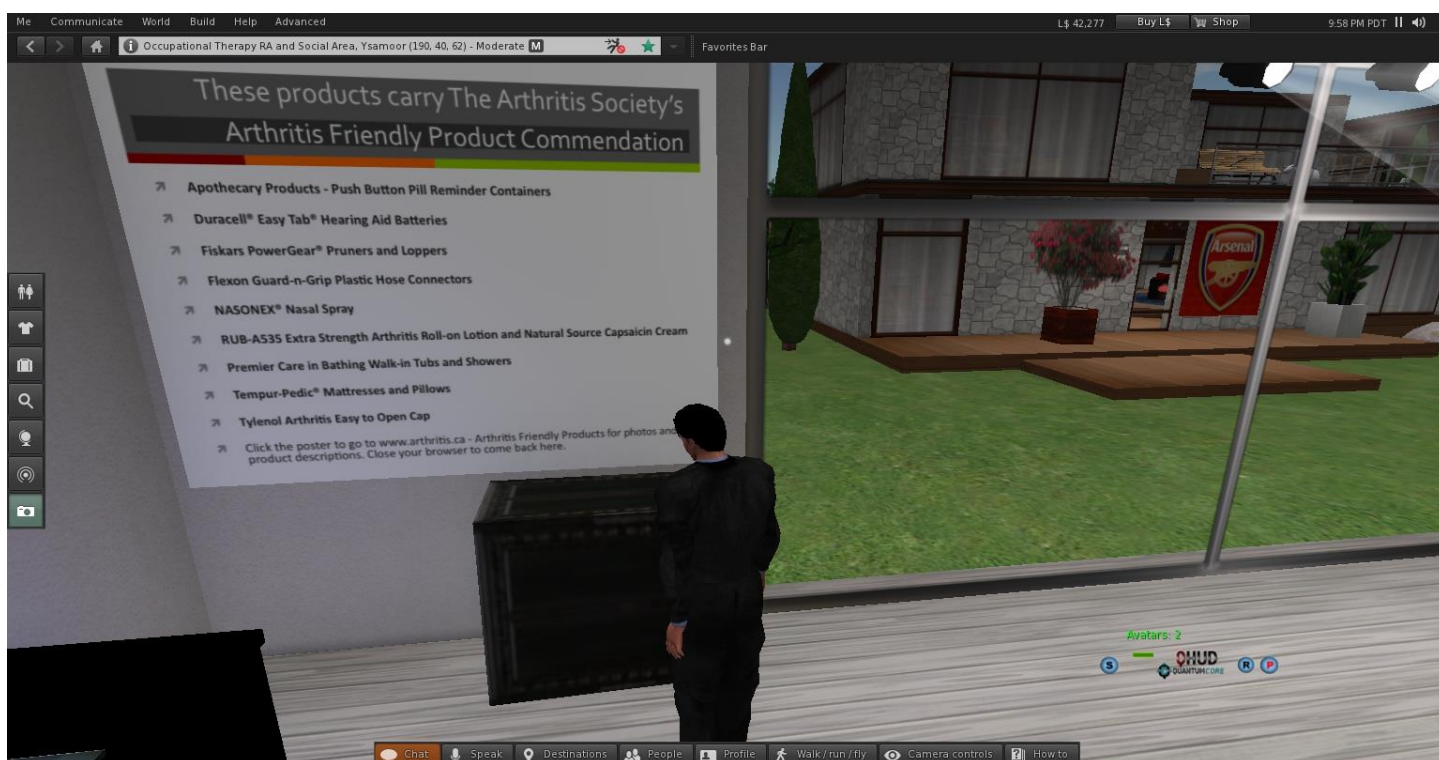 Me Communicate World Build Help Advanced L$ 42,277 Buy L$ Shop 9:58 PM PDT
Occupational Therapy RA and Social Area, Ysamoor (190, 40, 62) - Moderate M Favorites Bar
These products carry The Arthritis Society's
Arthritis Friendly Product Commendation
Apothecary Products - Push Button Pill Reminder Containers
Duracell® Easy Tab® Hearing Aid Batteries
Fiskars PowerGear® Pruners and Loppers
Flexon Guard-n-Grip Plastic Hose Connectors
NASONEX® Nasal Spray
RUB-A535 Extra Strength Arthritis Roll-on Lotion and Natural Source Capsaicin Cream
Premier Care in Bathing Walk-in Tubs and Showers
Tempur-Pedic® Mattresses and Pillows
Tylenol Arthritis Easy to Open Cap
Click the poster to go to www.arthritis.ca - Arthritis Friendly Products for photos and
product descriptions. Close your browser to come back here.
Arsenal
Avatars: 2
S QHUD R P
QUANTUMCORE
Chat Speak Destinations People Profile Walk / run / fly Camera controls How to